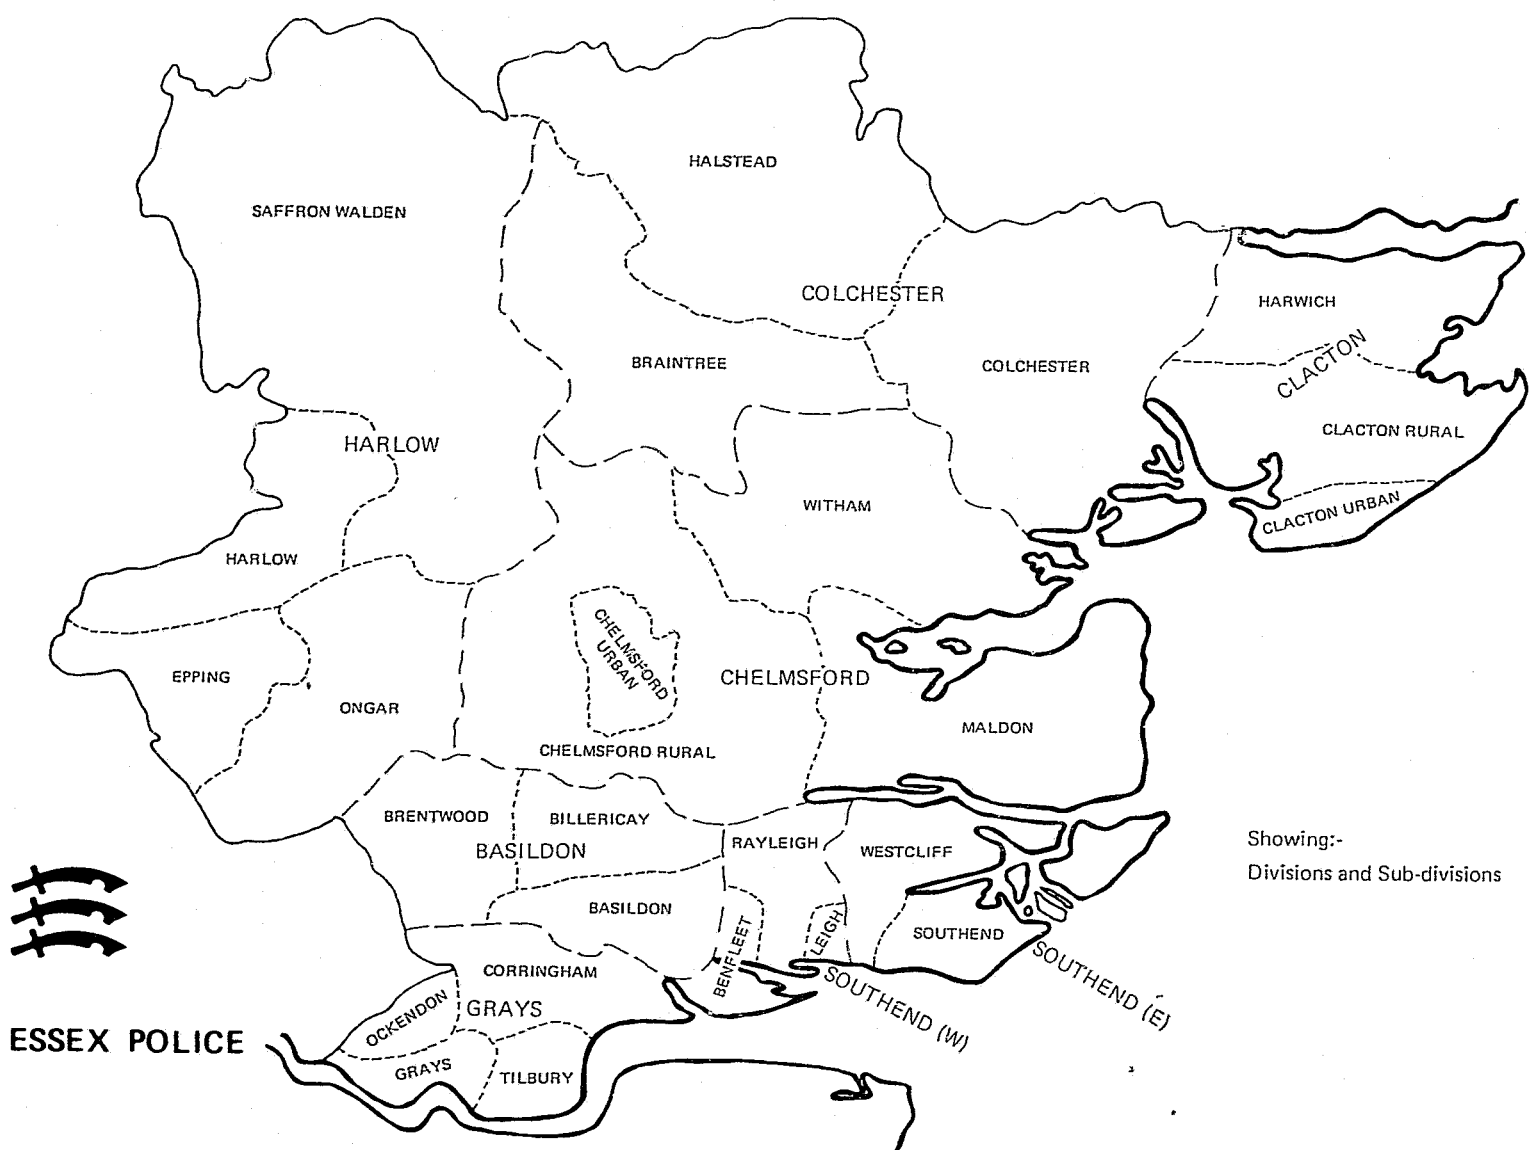 HALSTEAD
SAFFRON WALDEN
COLCHESTER
HARWICH
BRAINTREE
COLCHESTER
CLACTON
CLACTON RURAL
HARLOW
WITHAM
CLACTON URBAN
HARLOW
CHELMSFORD
URBAN
EPPING
CHELMSFORD
ONGAR
MALDON
CHELMSFORD RURAL
BRENTWOOD
BILLERICAY
RAYLEIGH
WESTCLIFF
BASILDON
Showing:-
Divisions and Sub-divisions
BASILDON
BENFLEET
LEIGH
SOUTHEND
SOUTHEND (E)
CORRINGHAM
SOUTHEND (W)
GRAYS
OCKENDON
ESSEX POLICE
GRAYS
TILBURY